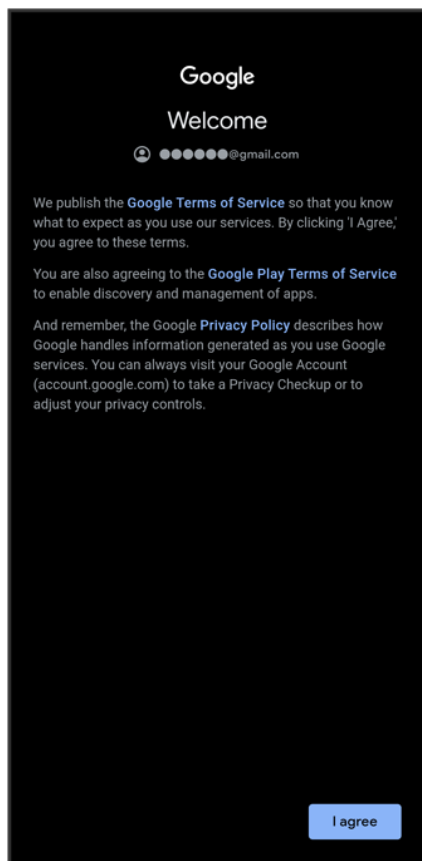 Google
Welcome
●●●●●●@gmail.com
We publish the Google Terms of Service so that you know
what to expect as you use our services. By clicking 'I Agree,'
you agree to these terms.
You are also agreeing to the Google Play Terms of Service
to enable discovery and management of apps.
And remember, the Google Privacy Policy describes how
Google handles information generated as you use Google
services. You can always visit your Google Account
(account.google.com) to take a Privacy Checkup or to
adjust your privacy controls.
I agree